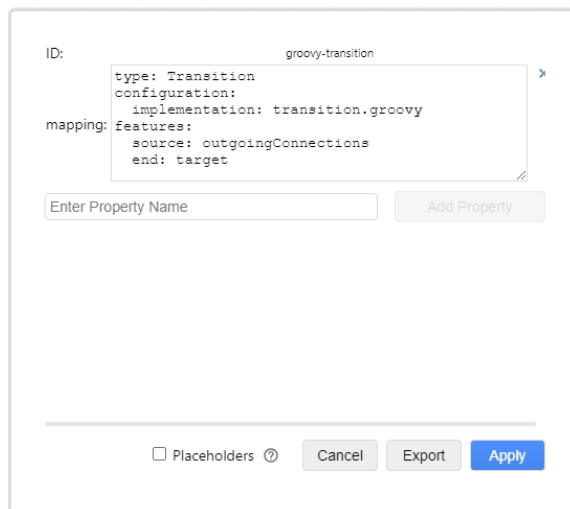 ID: groovy-transition
type: Transition
configuration:
  implementation: transition.groovy
mapping: features:
  source: outgoingConnections
  end: target
Enter Property Name Add Property
Placeholders Cancel Export Apply